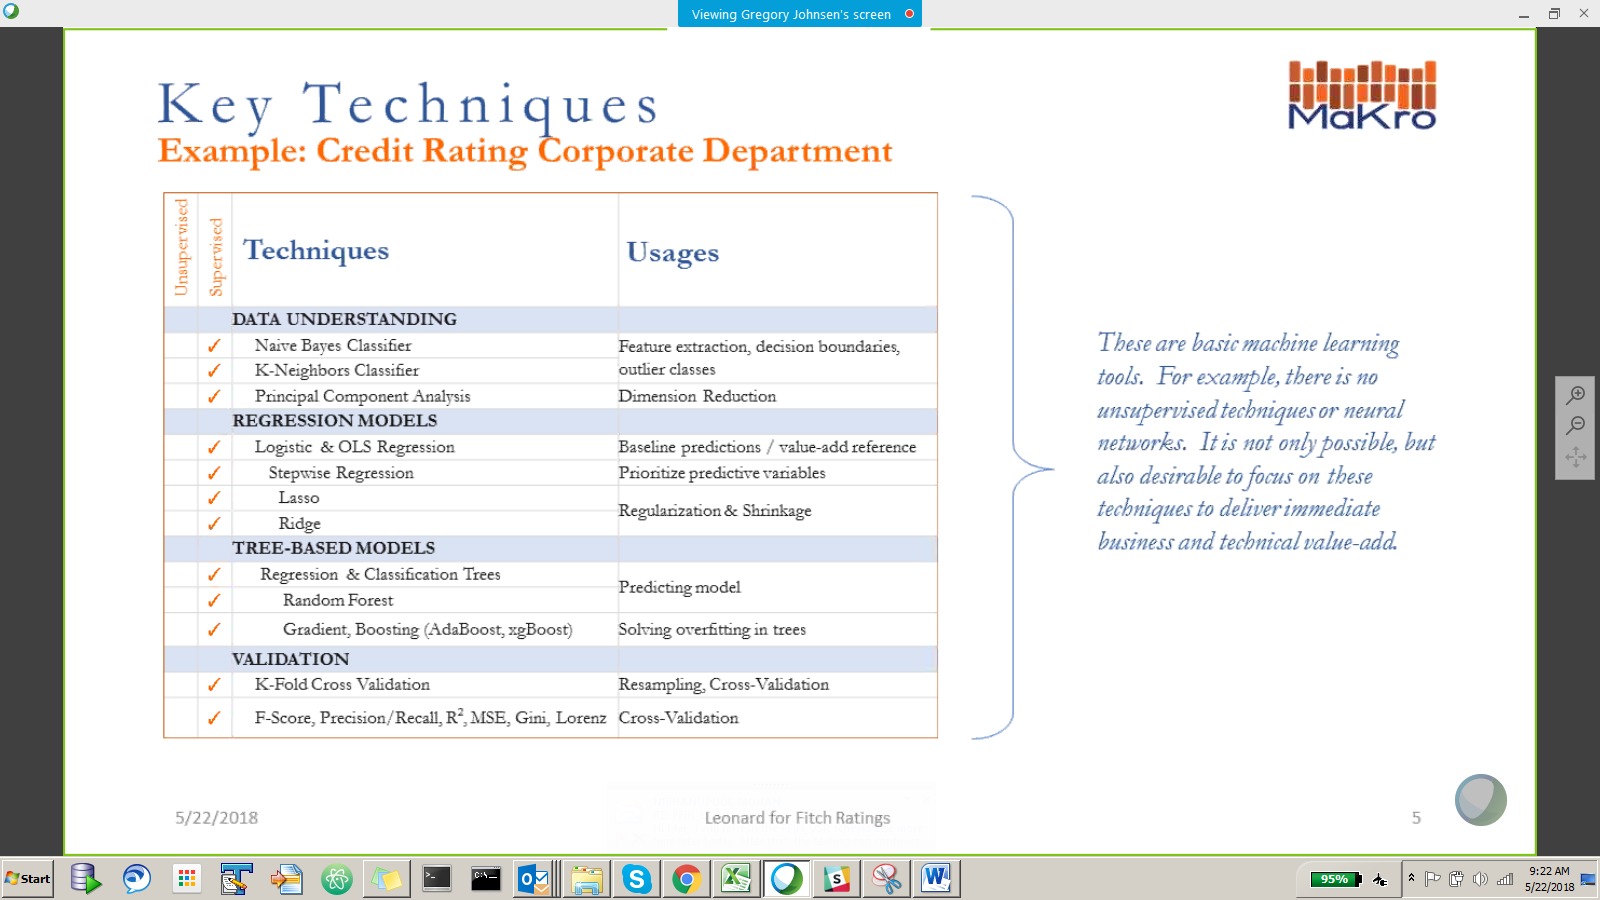 Viewing Gregory Johnsen's screen
Key Techniques
Example: Credit Rating Corporate Department
MaKro
Unsupervised
Supervised
Techniques
Usages
DATA UNDERSTANDING
✓ Naive Bayes Classifier
Feature extraction, decision boundaries,
outlier classes
✓ K-Neighbors Classifier
✓ Principal Component Analysis
Dimension Reduction
REGRESSION MODELS
✓ Logistic & OLS Regression
Baseline predictions / value-add reference
✓ Stepwise Regression
Prioritize predictive variables
✓ Lasso
Regularization & Shrinkage
✓ Ridge
TREE-BASED MODELS
✓ Regression & Classification Trees
Predicting model
✓ Random Forest
✓ Gradient, Boosting (AdaBoost, xgBoost)
Solving overfitting in trees
VALIDATION
✓ K-Fold Cross Validation
Resampling, Cross-Validation
✓ F-Score, Precision/Recall, R², MSE, Gini, Lorenz
Cross-Validation
These are basic machine learning
tools. For example, there is no
unsupervised techniques or neural
networks. It is not only possible, but
also desirable to focus on these
techniques to deliver immediate
business and technical value-add.
5/22/2018
Leonard for Fitch Ratings
5
Start
95%
9:22 AM
5/22/2018